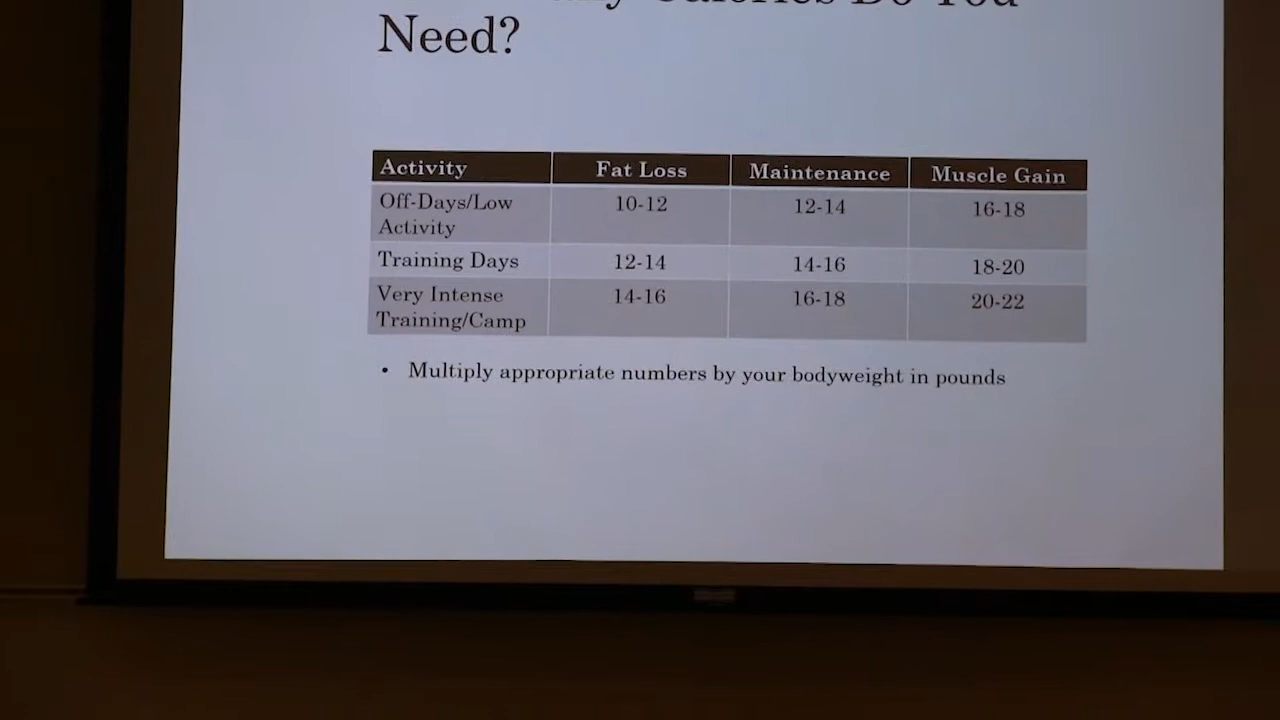 Do You
Need?
Activity Fat Loss Maintenance Muscle Gain
Off-Days/Low 10-12 12-14 16-18
Activity
Training Days 12-14 14-16 18-20
Very Intense 14-16 16-18 20-22
Training/Camp
• Multiply appropriate numbers by your bodyweight in pounds